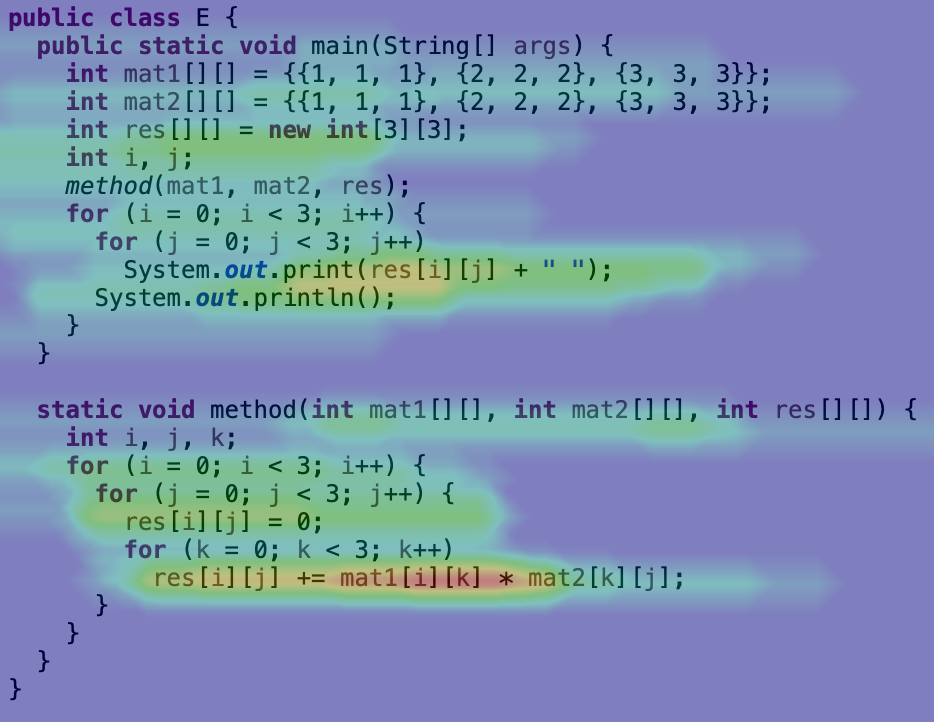 public class E {
  public static void main(String[] args) {
    int mat1[][] = {{1, 1, 1}, {2, 2, 2}, {3, 3, 3}};
    int mat2[][] = {{1, 1, 1}, {2, 2, 2}, {3, 3, 3}};
    int res[][] = new int[3][3];
    int i, j;
    method(mat1, mat2, res);
    for (i = 0; i < 3; i++) {
      for (j = 0; j < 3; j++)
        System.out.print(res[i][j] + " ");
      System.out.println();
    }
  }

  static void method(int mat1[][], int mat2[][], int res[][]) {
    int i, j, k;
    for (i = 0; i < 3; i++) {
      for (j = 0; j < 3; j++) {
        res[i][j] = 0;
        for (k = 0; k < 3; k++)
          res[i][j] += mat1[i][k] * mat2[k][j];
      }
    }
  }
}